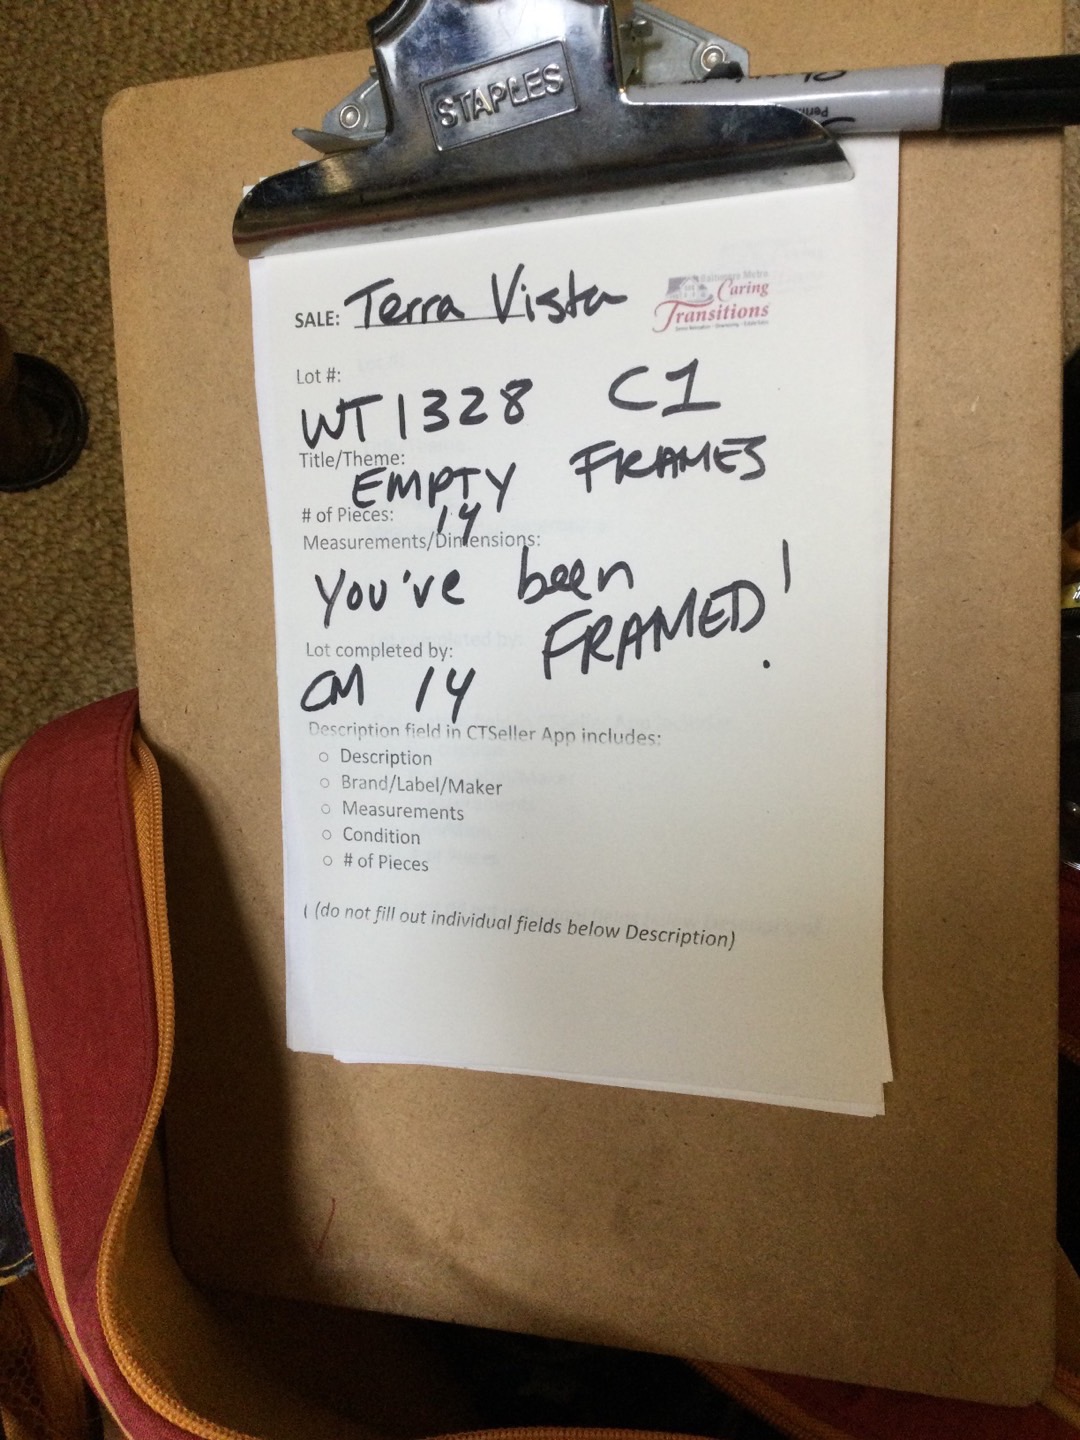 STAPLES
SALE: Terra Vista
Baltimore Metro
Caring
Transitions
Lot #:
WT1328 C1
Title/Theme:
EMPTY FRAMES
# of Pieces:
14
Measurements/Dimensions:
You've been
FRAMED!
Lot completed by:
CM 14
Description field in CTSeller App includes:
○ Description
○ Brand/Label/Maker
○ Measurements
○ Condition
○ # of Pieces
( (do not fill out individual fields below Description)